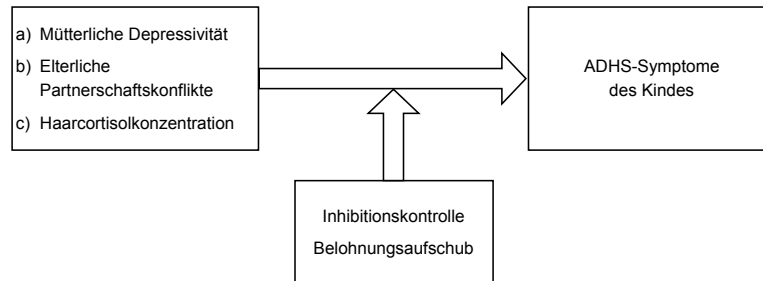 a) Mütterliche Depressivität
b) Elterliche
Partnerschaftskonflikte
c) Haarcortisolkonzentration
ADHS-Symptome
des Kindes
Inhibitionskontrolle
Belohnungsaufschub